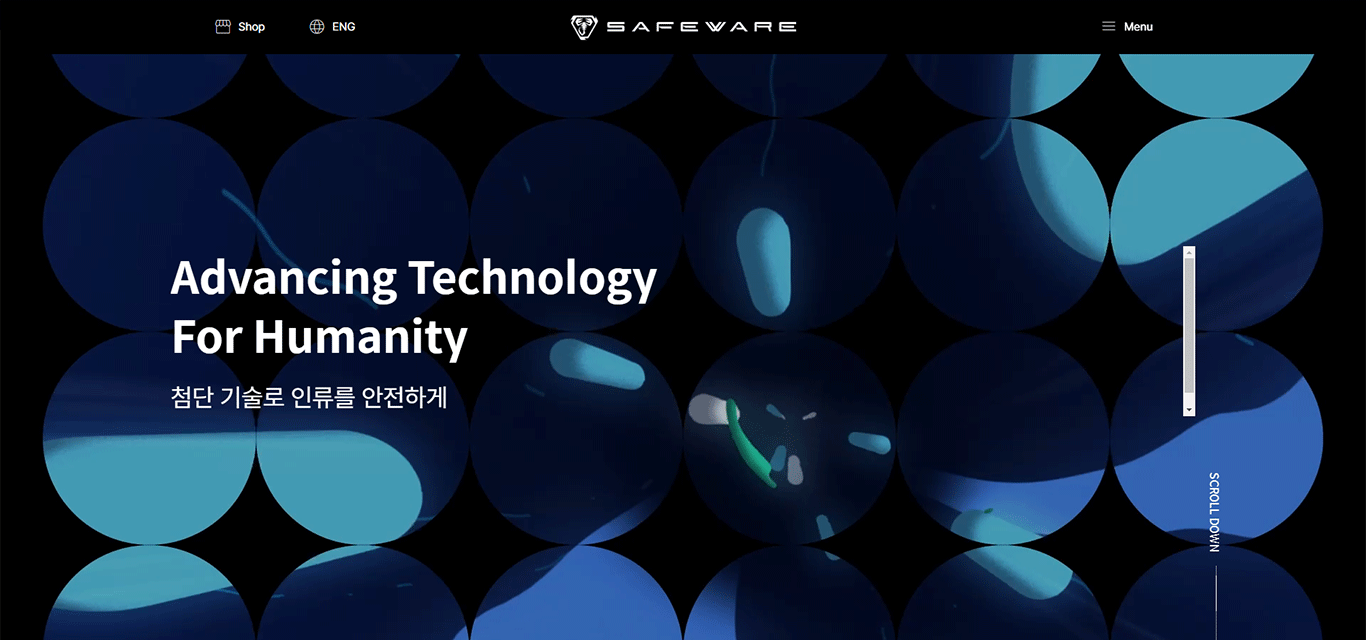 Shop
ENG
SAFEWARE
Menu
Advancing Technology
For Humanity
첨단 기술로 인류를 안전하게
SCROLL DOWN